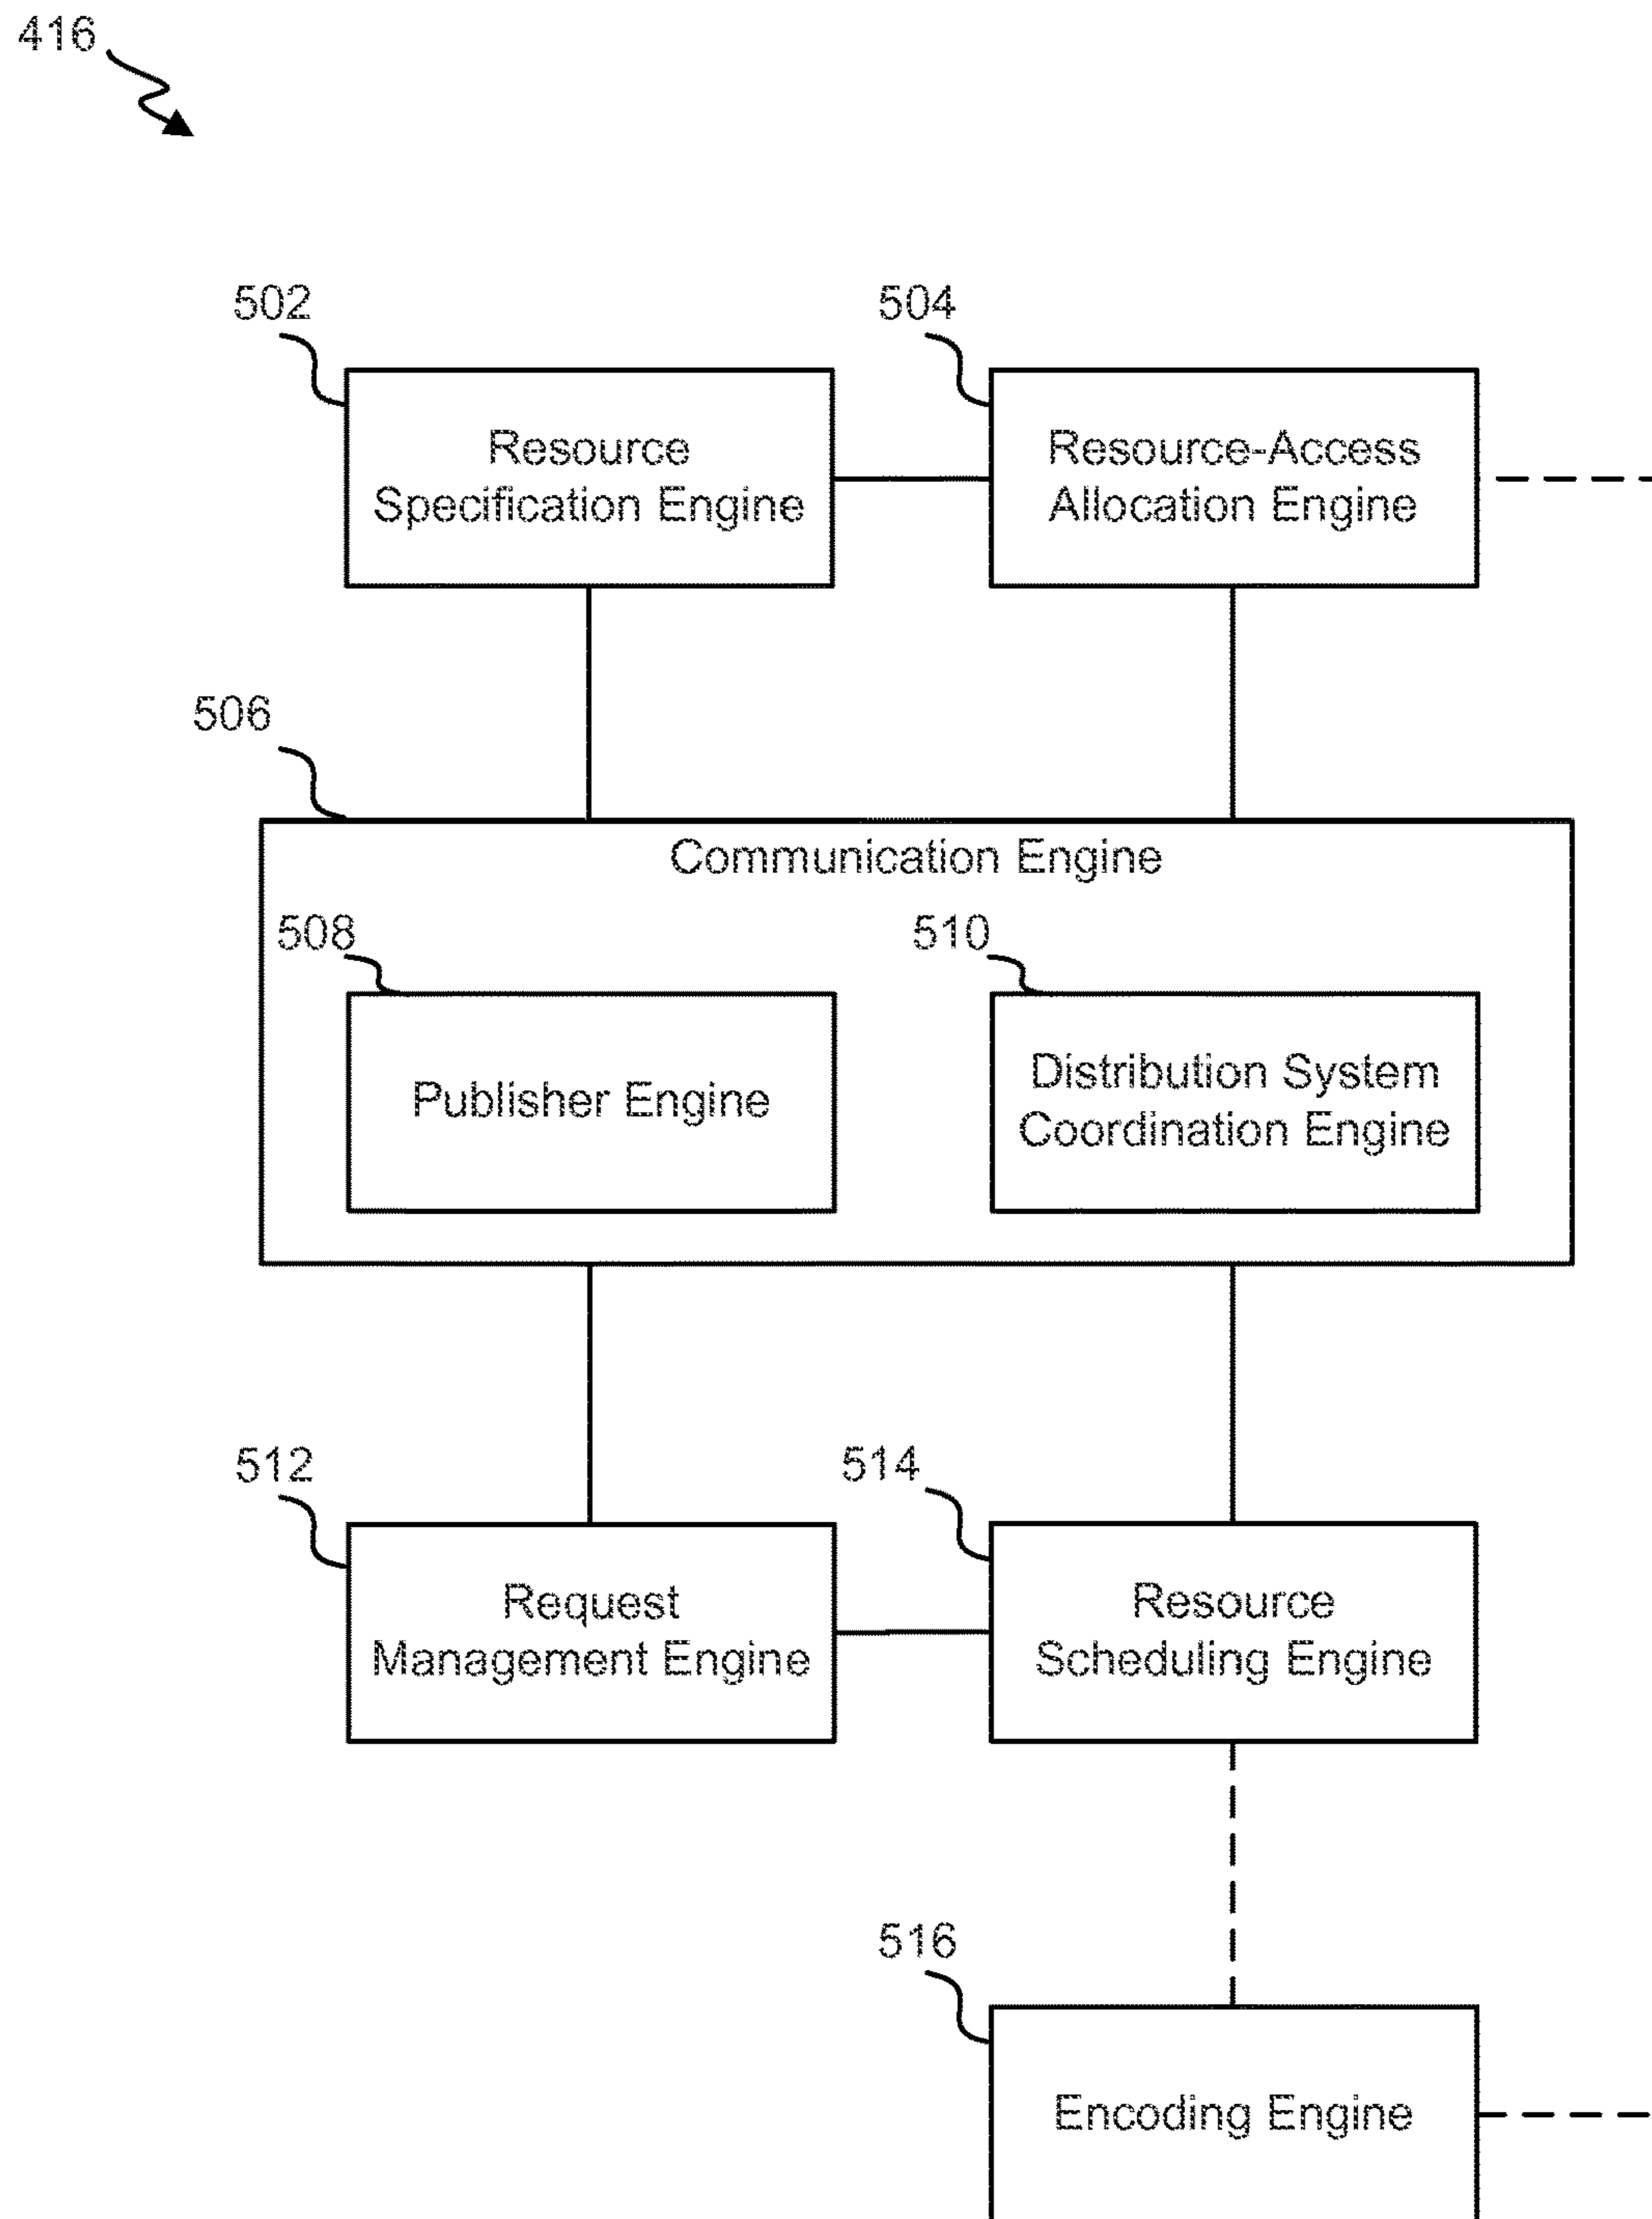 416
502
504
Resource
Specification Engine
Resource-Access
Allocation Engine
506
Communication Engine
508
510
Publisher Engine
Distribution System
Coordination Engine
512
514
Request
Management Engine
Resource
Scheduling Engine
516
Encoding Engine